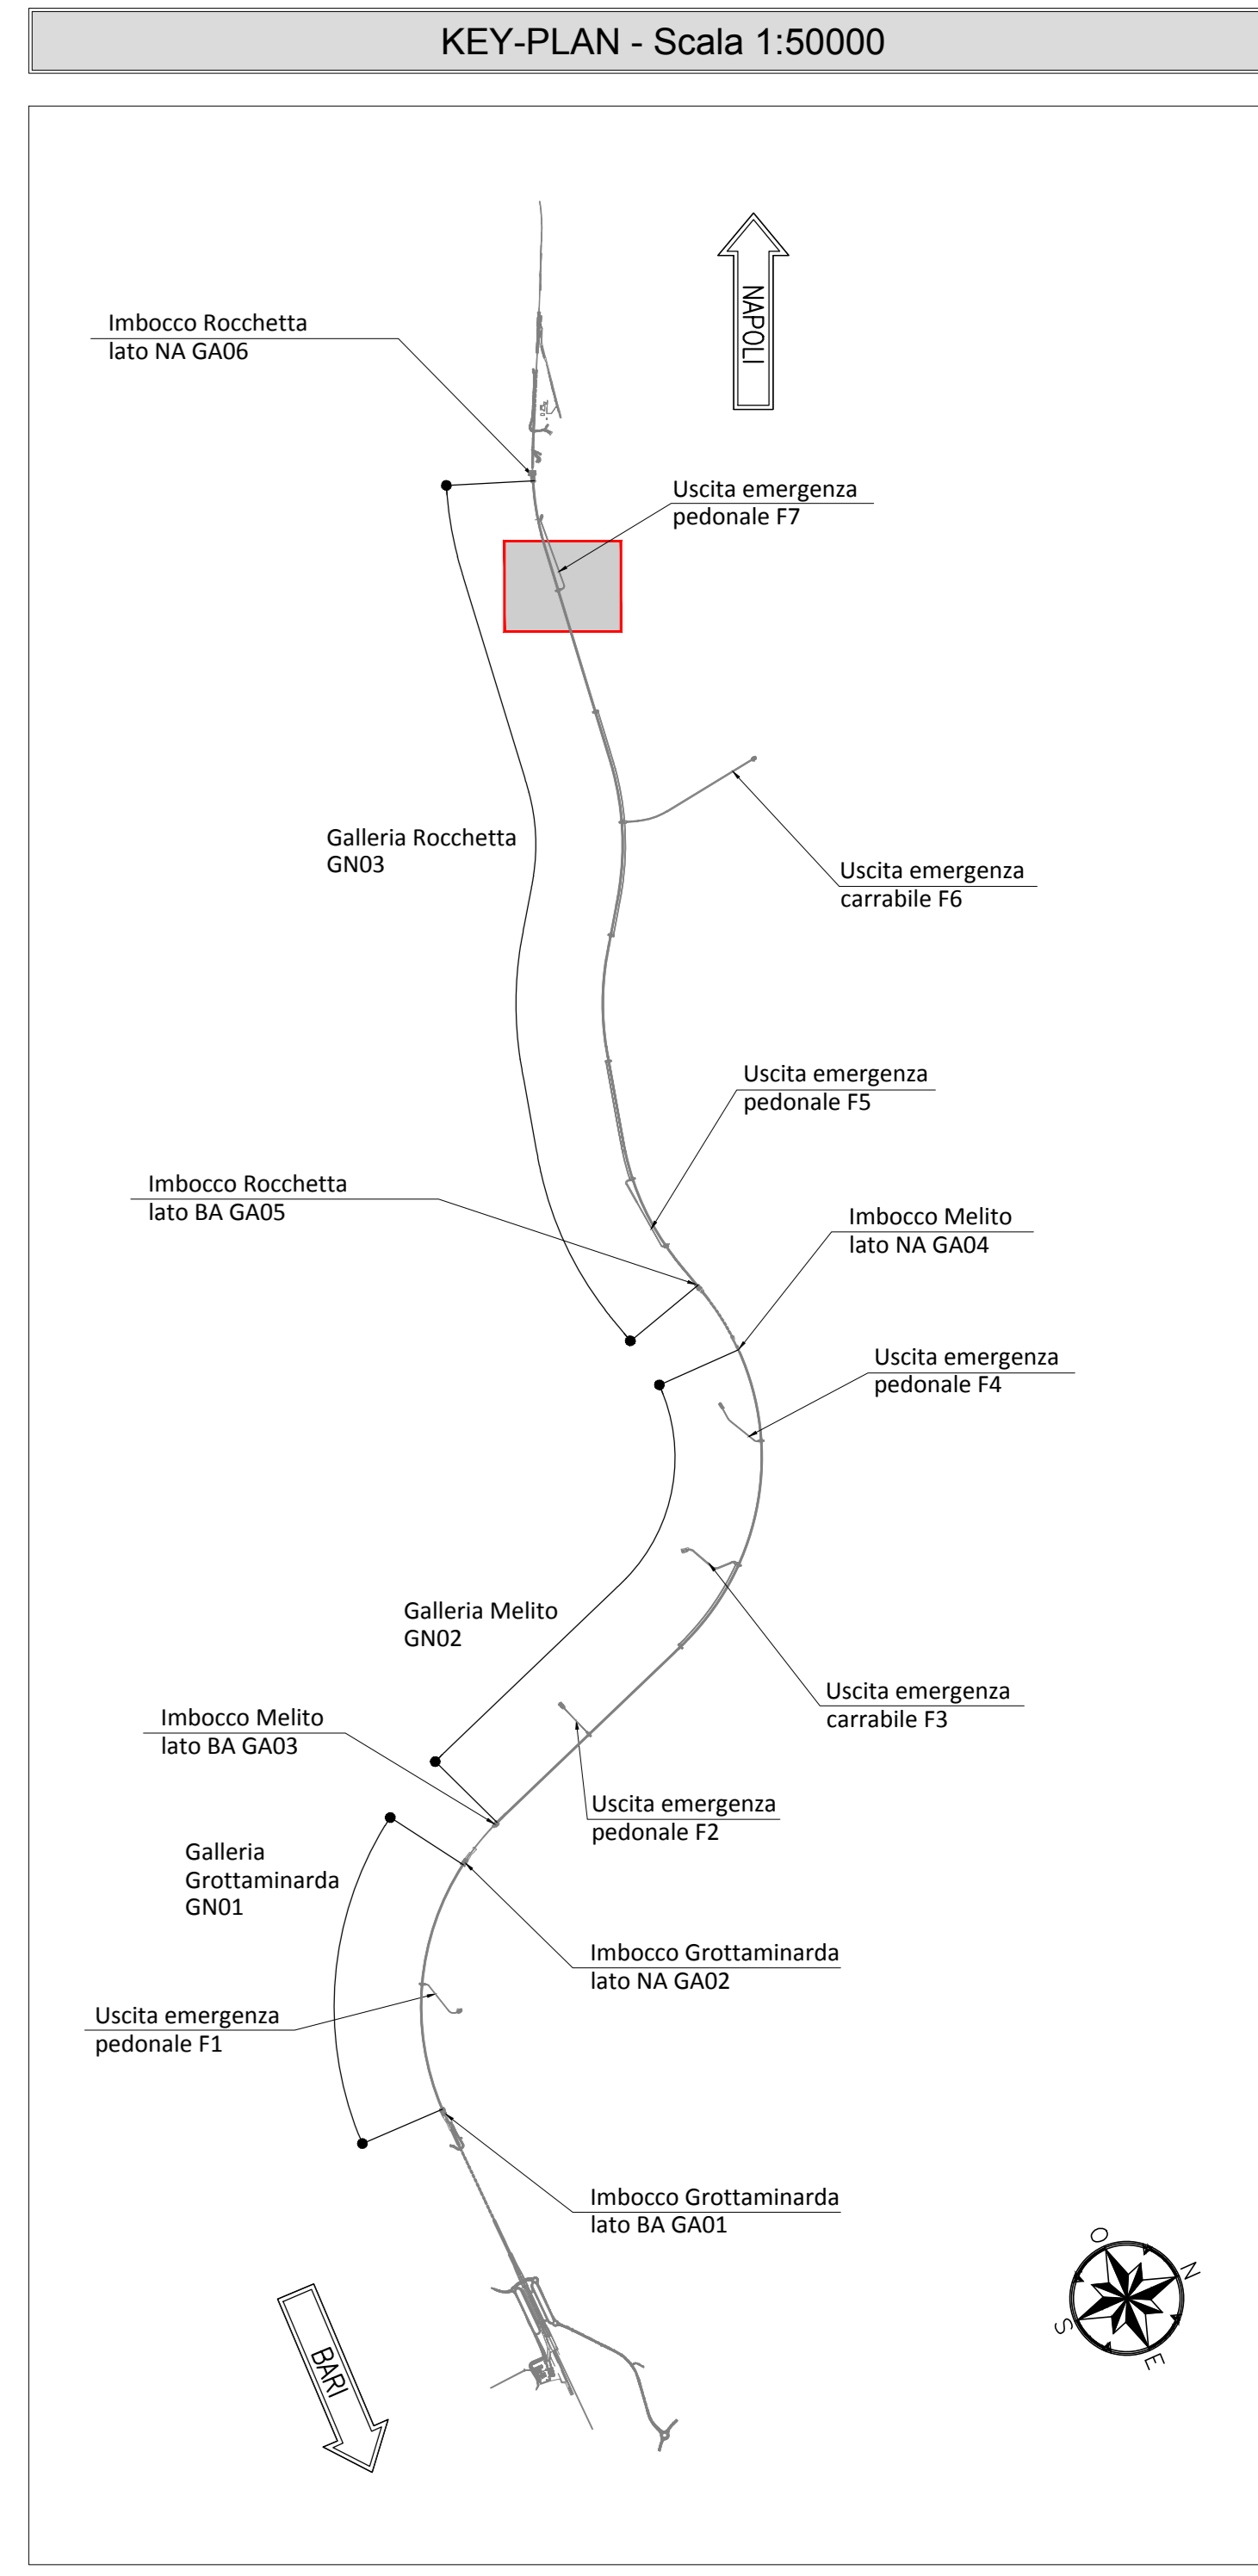 KEY-PLAN - Scala 1:50000
NAPOLI
Imbocco Rocchetta
lato NA GA06
Uscita emergenza
pedonale F7
Galleria Rocchetta
GN03
Uscita emergenza
carrabile F6
Uscita emergenza
pedonale F5
Imbocco Rocchetta
lato BA GA05
Imbocco Melito
lato NA GA04
Uscita emergenza
pedonale F4
Galleria Melito
GN02
Uscita emergenza
carrabile F3
Imbocco Melito
lato BA GA03
Uscita emergenza
pedonale F2
Galleria
Grottaminarda
GN01
Imbocco Grottaminarda
lato NA GA02
Uscita emergenza
pedonale F1
Imbocco Grottaminarda
lato BA GA01
BARI
O
N
S
E